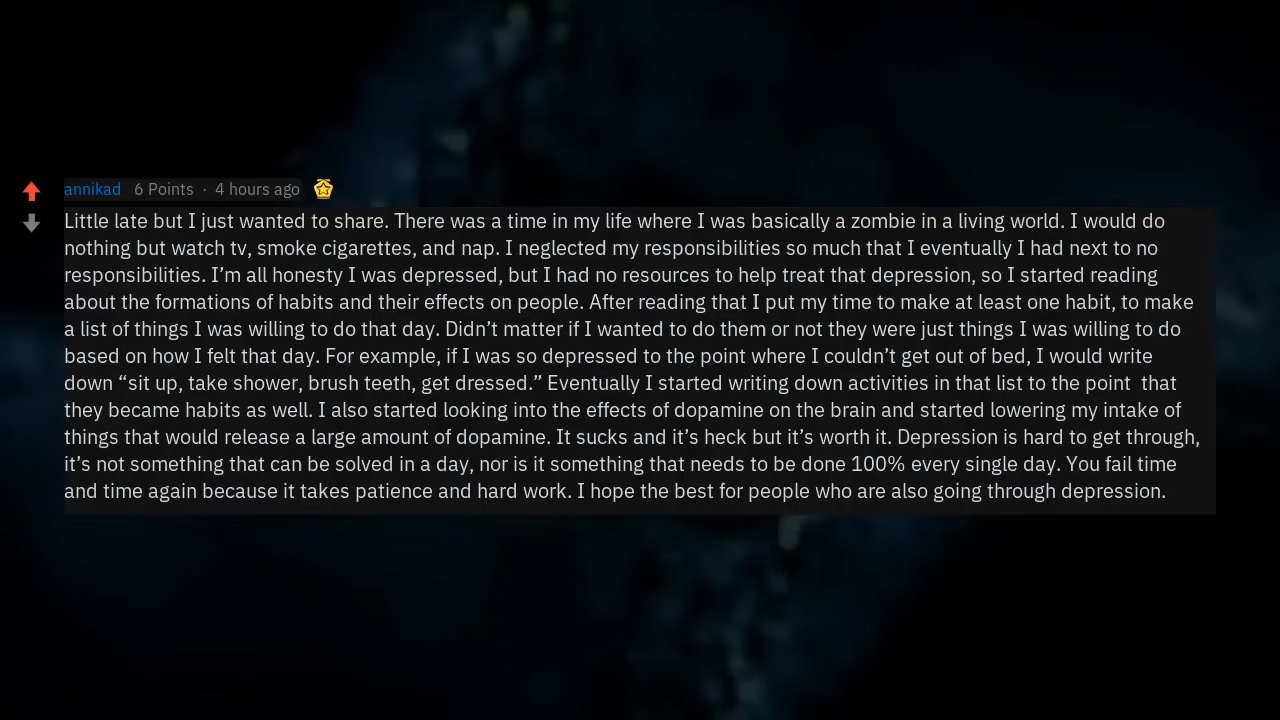 annikad 6 Points · 4 hours ago
Little late but I just wanted to share. There was a time in my life where I was basically a zombie in a living world. I would do
nothing but watch tv, smoke cigarettes, and nap. I neglected my responsibilities so much that I eventually I had next to no
responsibilities. I’m all honesty I was depressed, but I had no resources to help treat that depression, so I started reading
about the formations of habits and their effects on people. After reading that I put my time to make at least one habit, to make
a list of things I was willing to do that day. Didn’t matter if I wanted to do them or not they were just things I was willing to do
based on how I felt that day. For example, if I was so depressed to the point where I couldn’t get out of bed, I would write
down “sit up, take shower, brush teeth, get dressed.” Eventually I started writing down activities in that list to the point  that
they became habits as well. I also started looking into the effects of dopamine on the brain and started lowering my intake of
things that would release a large amount of dopamine. It sucks and it’s heck but it’s worth it. Depression is hard to get through,
it’s not something that can be solved in a day, nor is it something that needs to be done 100% every single day. You fail time
and time again because it takes patience and hard work. I hope the best for people who are also going through depression.